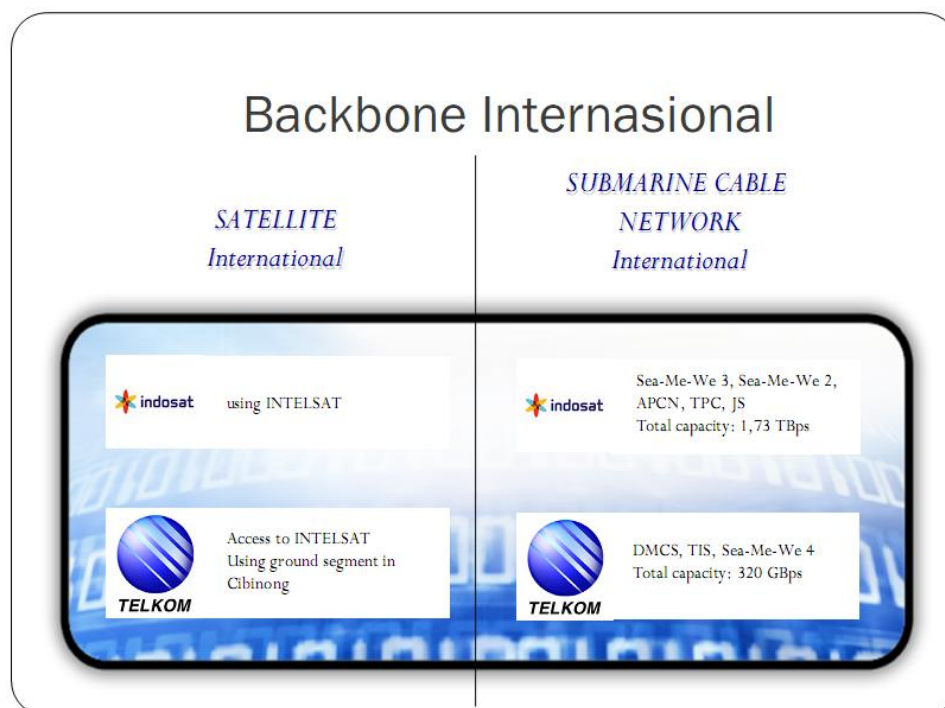 Backbone Internasional
SATELLITE
International
SUBMARINE CABLE
NETWORK
International
indosat
using INTELSAT
indosat
Sea-Me-We 3, Sea-Me-We 2,
APCN, TPC, JS
Total capacity: 1,73 TBps
TELKOM
Access to INTELSAT
Using ground segment in
Cibinong
TELKOM
DMCS, TIS, Sea-Me-We 4
Total capacity: 320 GBps